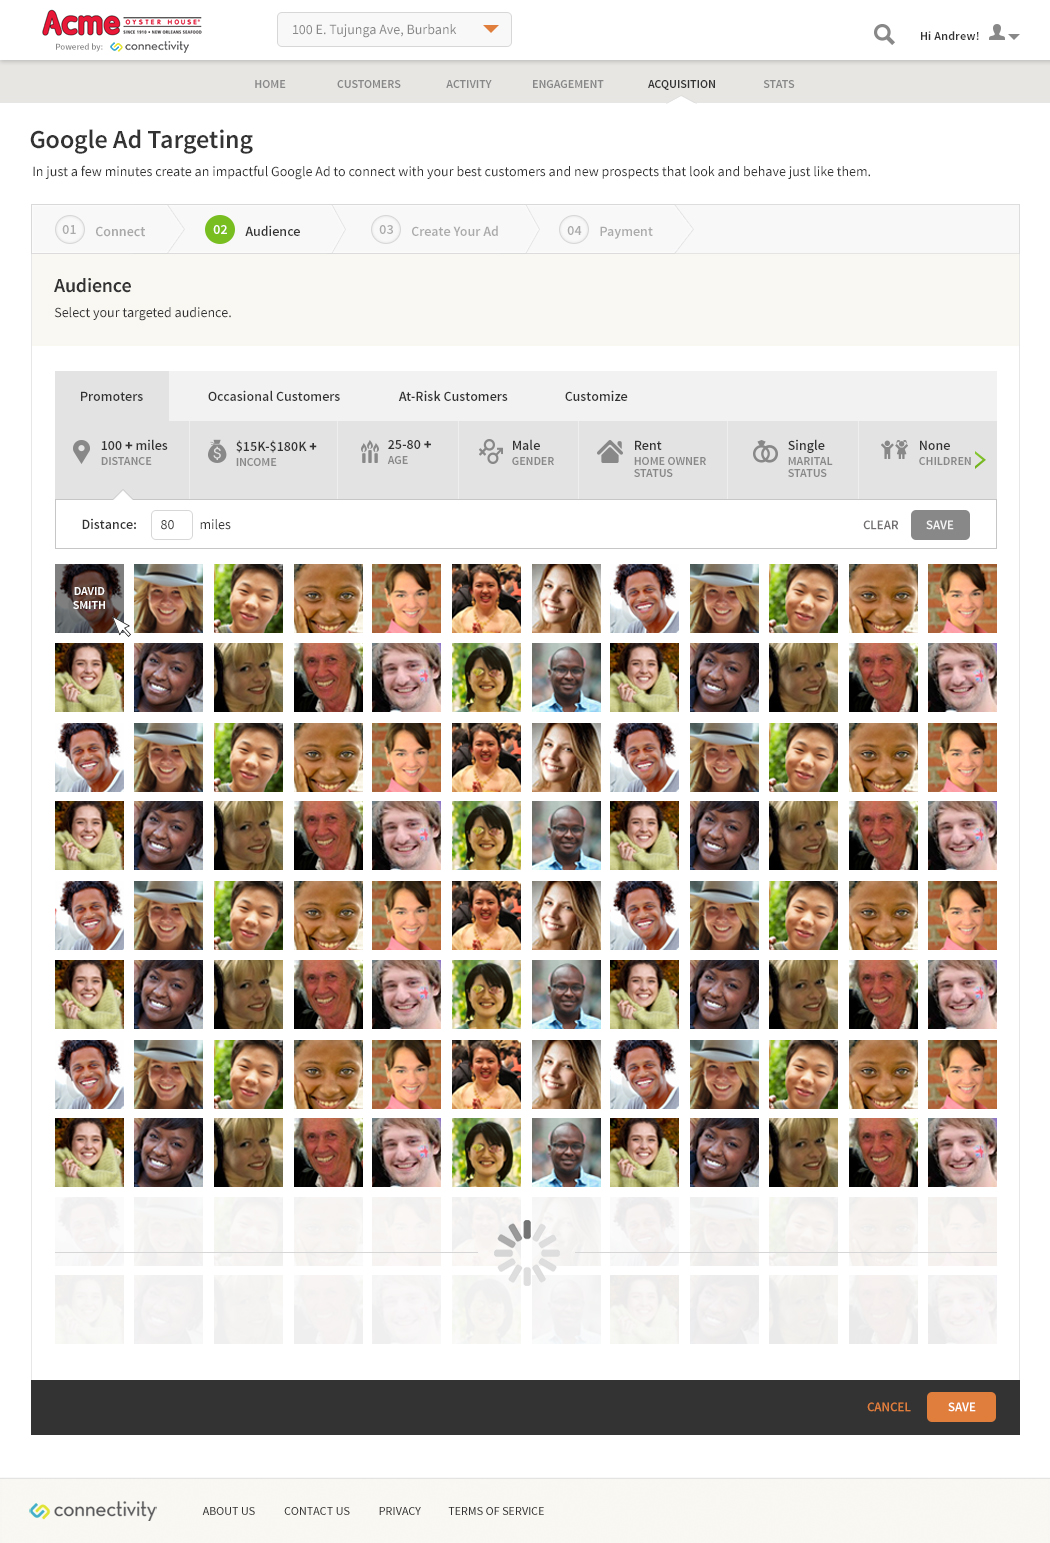 Acme
OYSTER HOUSE
SINCE 1910 • NEW ORLEANS SEAFOOD
Powered by: connectivity
100 E. Tujunga Ave, Burbank
Hi Andrew!
HOME CUSTOMERS ACTIVITY ENGAGEMENT ACQUISITION STATS
Google Ad Targeting
In just a few minutes create an impactful Google Ad to connect with your best customers and new prospects that look and behave just like them.
01 Connect 02 Audience 03 Create Your Ad 04 Payment
Audience
Select your targeted audience.
Promoters Occasional Customers At-Risk Customers Customize
100 + miles $15K-$180K + 25-80 + Male Rent Single None
DISTANCE INCOME AGE GENDER HOME OWNER MARITAL CHILDREN
STATUS STATUS
Distance: 80 miles CLEAR SAVE
DAVID
SMITH
CANCEL SAVE
connectivity ABOUT US CONTACT US PRIVACY TERMS OF SERVICE